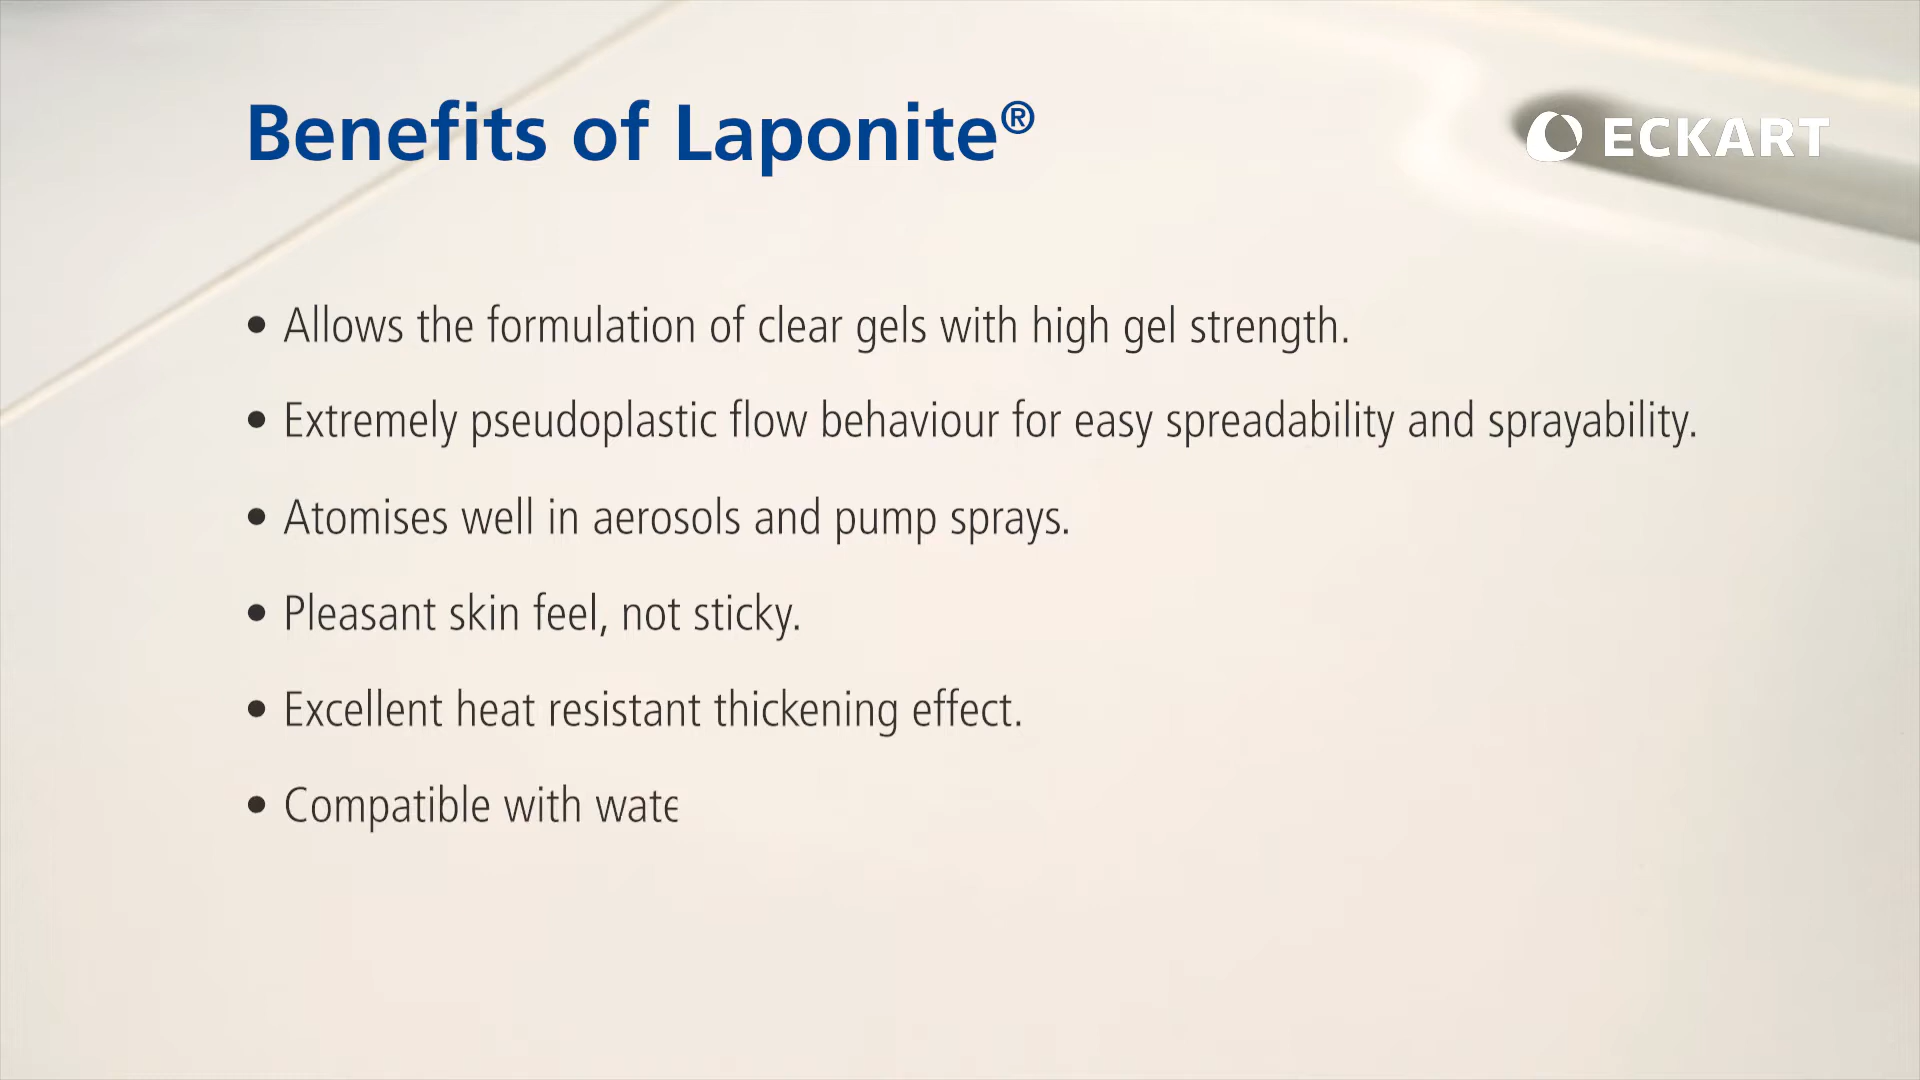 Benefits of Laponite®
ECKART
• Allows the formulation of clear gels with high gel strength.
• Extremely pseudoplastic flow behaviour for easy spreadability and sprayability.
• Atomises well in aerosols and pump sprays.
• Pleasant skin feel, not sticky.
• Excellent heat resistant thickening effect.
• Compatible with